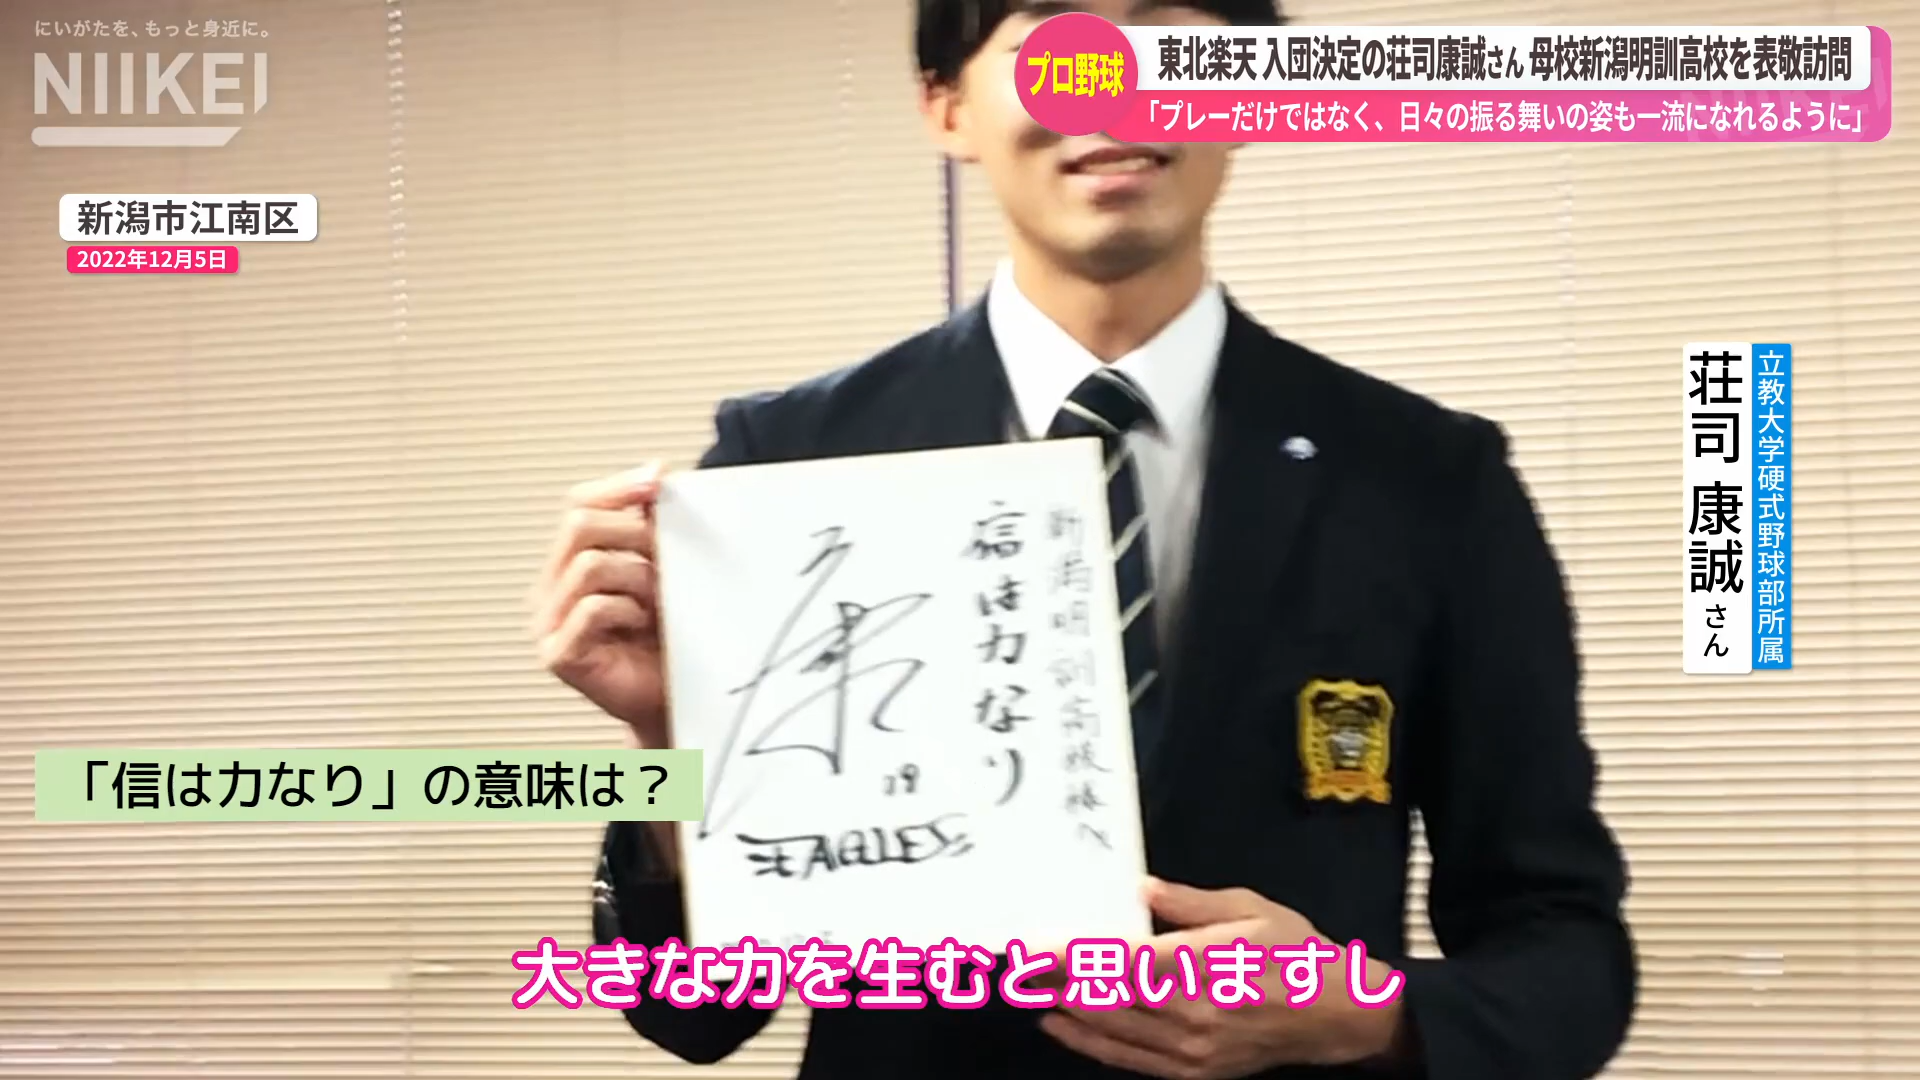 にいがたを、もっと身近に。
NIIKEI
プロ野球
東北楽天 入団決定の荘司康誠さん 母校新潟明訓高校を表敬訪問
「プレーだけではなく、日々の振る舞いの姿も一流になれるように」
新潟市江南区
2022年12月5日
立教大学硬式野球部所属
荘司 康誠さん
新潟明訓高校様へ
信は力なり
康
19
EAGLES
「信は力なり」の意味は？
大きな力を生むと思いますし